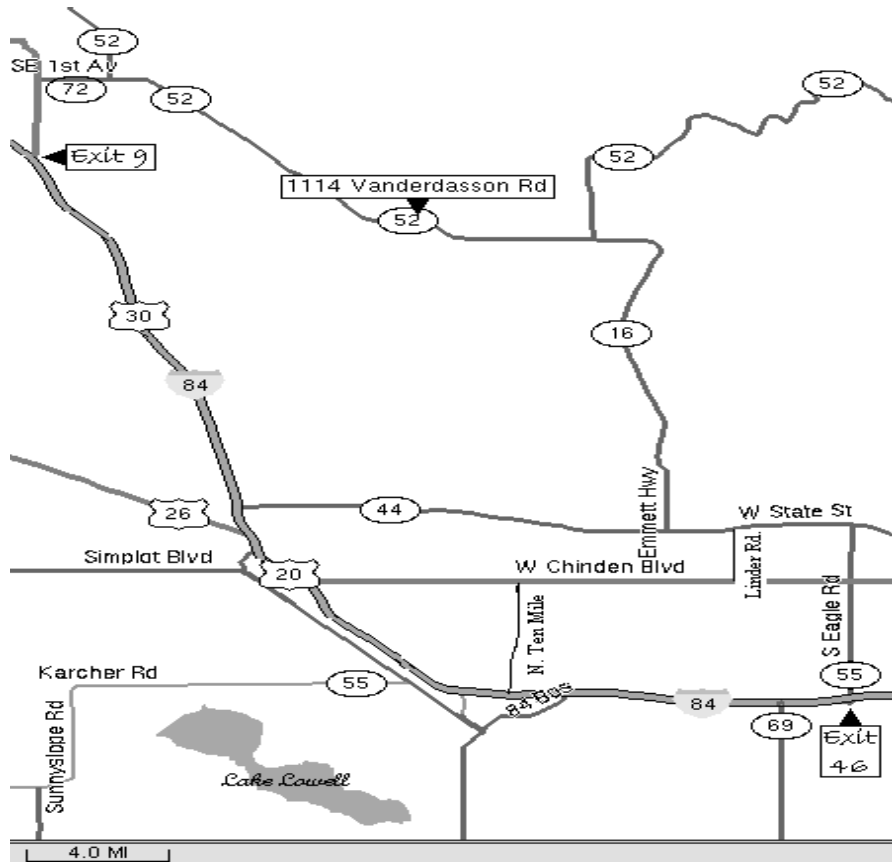 52
SE 1st Av
72
52
52
Exit 9
52
1114 Vanderdasson Rd
52
30
16
84
26
44
Emmett Hwy
W State St
Simplot Blvd
20
W Chinden Blvd
Linder Rd.
N. Ten Mile
S Eagle Rd
Karcher Rd
55
55
84 Bus
84
69
Exit
46
Sunnyslope Rd
Lake Lowell
4.0 MI